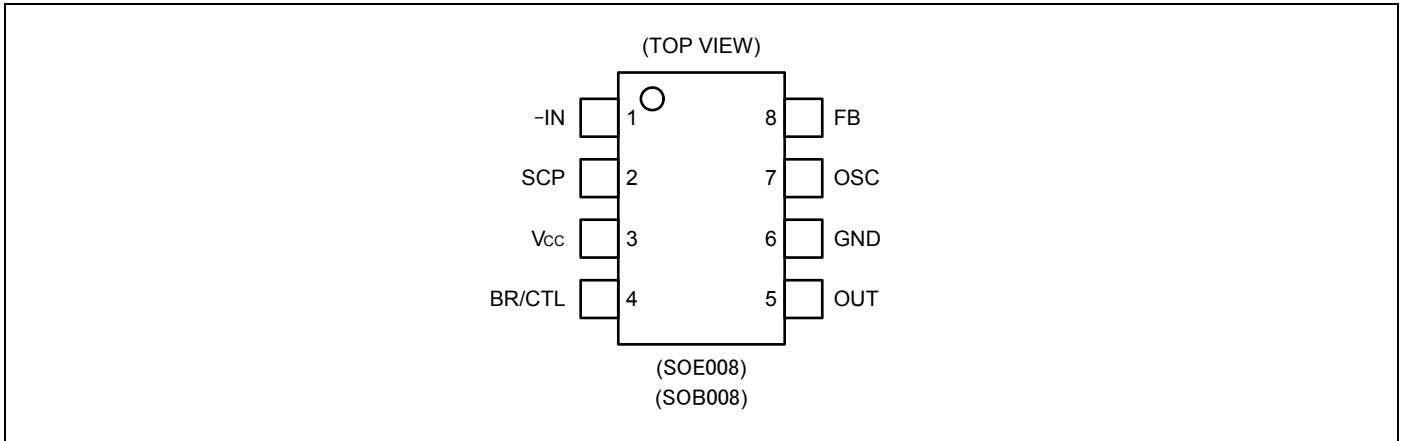 (TOP VIEW)
-IN 1 8 FB
SCP 2 7 OSC
Vcc 3 6 GND
BR/CTL 4 5 OUT
(SOE008)
(SOB008)